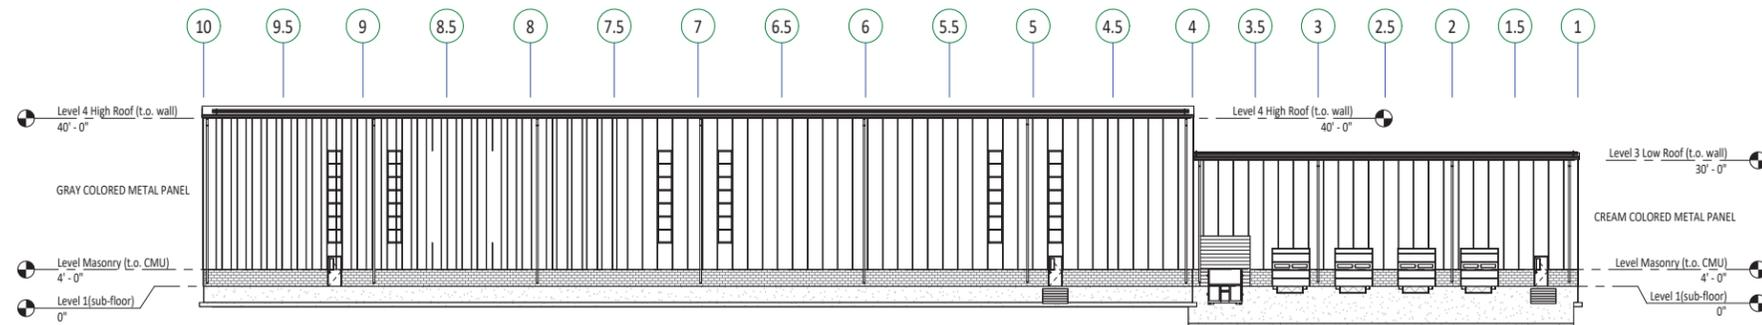 10 9.5 9 8.5 8 7.5 7 6.5 6 5.5 5 4.5 4 3.5 3 2.5 2 1.5 1
Level 4 High Roof (t.o. wall)
40' - 0"
Level 4 High Roof (t.o. wall)
40' - 0"
Level 3 Low Roof (t.o. wall)
30' - 0"
GRAY COLORED METAL PANEL
CREAM COLORED METAL PANEL
Level Masonry (t.o. CMU)
4' - 0"
Level Masonry (t.o. CMU)
4' - 0"
Level 1(sub-floor)
0"
Level 1(sub-floor)
0"